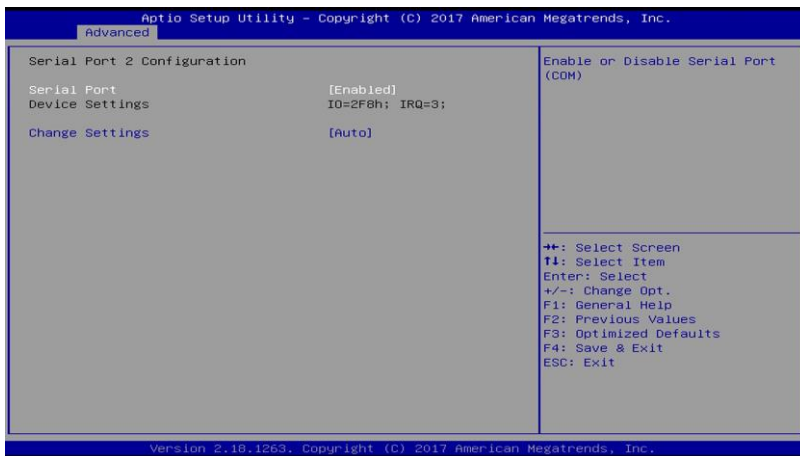 Aptio Setup Utility – Copyright (C) 2017 American Megatrends, Inc.
Advanced
Serial Port 2 Configuration
Serial Port [Enabled]
Device Settings IO=2F8h; IRQ=3;
Change Settings [Auto]
Enable or Disable Serial Port
(COM)
→←: Select Screen
↑↓: Select Item
Enter: Select
+/-: Change Opt.
F1: General Help
F2: Previous Values
F3: Optimized Defaults
F4: Save & Exit
ESC: Exit
Version 2.18.1263. Copyright (C) 2017 American Megatrends, Inc.